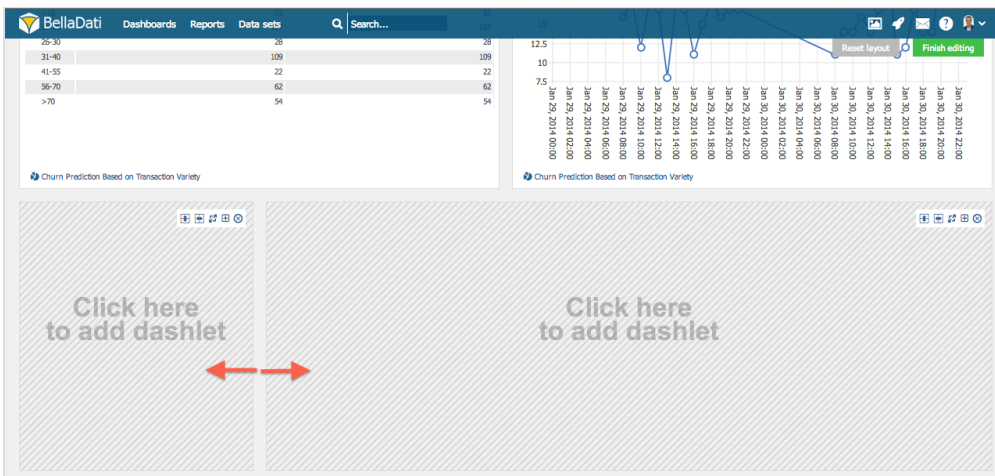 BellaDati Dashboards Reports Data sets Search...
26-30 28 28
31-40 109 109
41-55 22 22
56-70 62 62
>70 54 54
Churn Prediction Based on Transaction Variety
15
12.5
10
7.5
Reset layout Finish editing
Jan 29, 2014 00:00
Jan 29, 2014 02:00
Jan 29, 2014 04:00
Jan 29, 2014 06:00
Jan 29, 2014 08:00
Jan 29, 2014 10:00
Jan 29, 2014 12:00
Jan 29, 2014 14:00
Jan 29, 2014 16:00
Jan 29, 2014 18:00
Jan 29, 2014 20:00
Jan 29, 2014 22:00
Jan 30, 2014 00:00
Jan 30, 2014 02:00
Jan 30, 2014 04:00
Jan 30, 2014 06:00
Jan 30, 2014 08:00
Jan 30, 2014 10:00
Jan 30, 2014 12:00
Jan 30, 2014 14:00
Jan 30, 2014 16:00
Jan 30, 2014 18:00
Jan 30, 2014 20:00
Jan 30, 2014 22:00
Churn Prediction Based on Transaction Variety
Click here
to add dashlet
Click here
to add dashlet